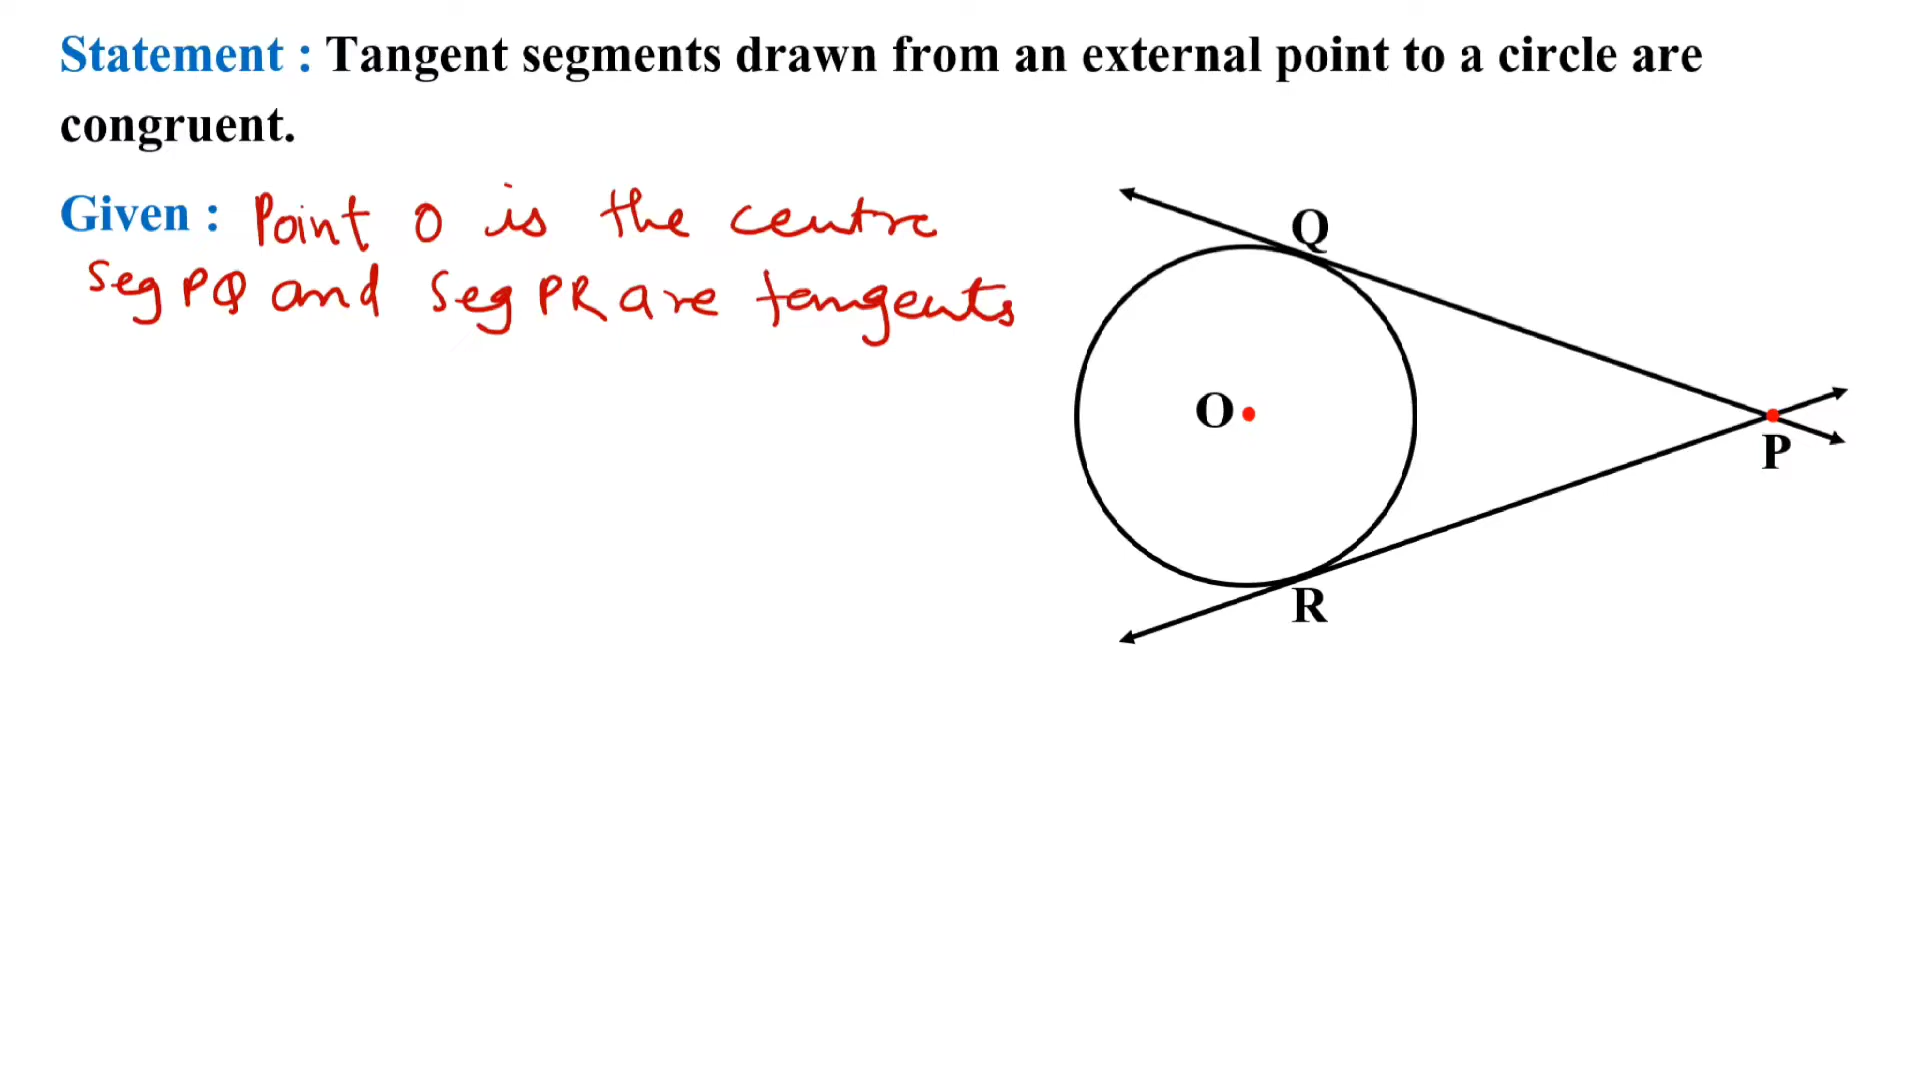 Statement : Tangent segments drawn from an external point to a circle are
congruent.
Given : Point O is the centre
seg PQ and seg PR are tangents
Q
O
P
R